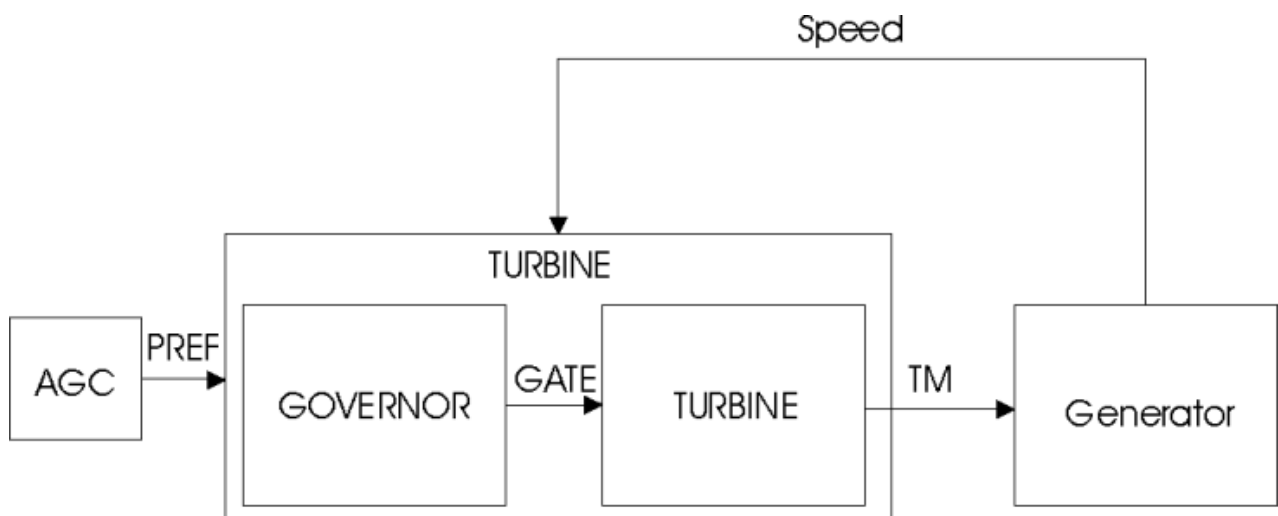 Speed
TURBINE
AGC
PREF
GOVERNOR
GATE
TURBINE
TM
Generator